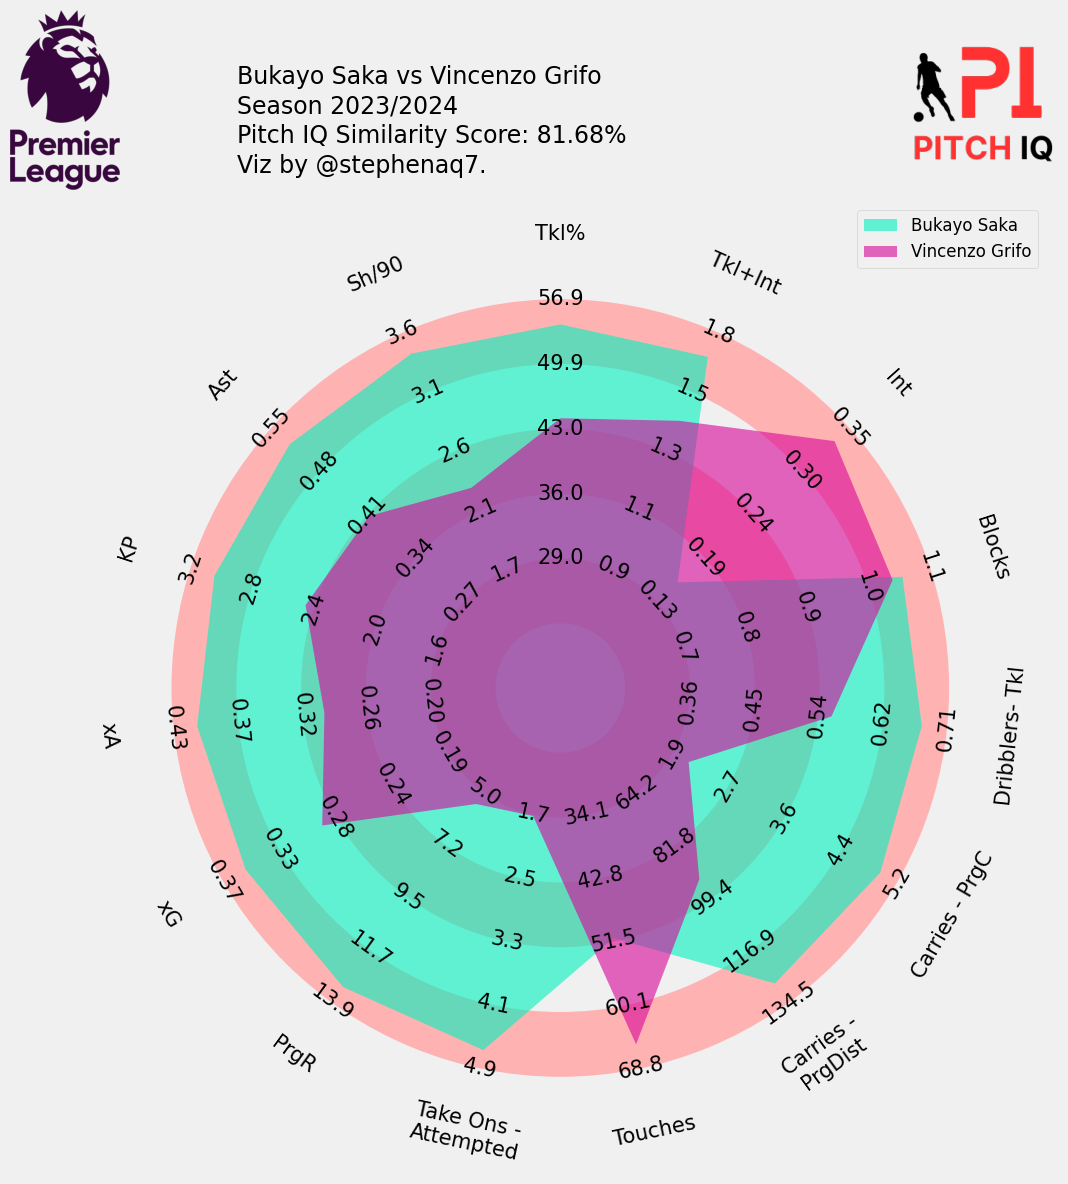 Premier
League
Bukayo Saka vs Vincenzo Grifo
Season 2023/2024
Pitch IQ Similarity Score: 81.68%
Viz by @stephenaq7.
PI
PITCH IQ
Bukayo Saka
Vincenzo Grifo
Tkl%
56.9
49.9
43.0
36.0
29.0
Tkl+Int
1.8
1.5
1.3
1.1
0.9
Int
0.35
0.30
0.24
0.19
0.13
Blocks
1.1
1.0
0.9
0.8
0.7
Dribblers- Tkl
0.71
0.62
0.54
0.45
0.36
Carries - PrgC
5.2
4.4
3.6
2.7
1.9
Carries -
PrgDist
134.5
116.9
99.4
81.8
64.2
Touches
68.8
60.1
51.5
42.8
34.1
Take Ons -
Attempted
4.9
4.1
3.3
2.5
1.7
PrgR
13.9
11.7
9.5
7.2
5.0
xG
0.37
0.33
0.28
0.24
0.19
xA
0.43
0.37
0.32
0.26
0.20
KP
3.2
2.8
2.4
2.0
1.6
Ast
0.55
0.48
0.41
0.34
0.27
Sh/90
3.6
3.1
2.6
2.1
1.7